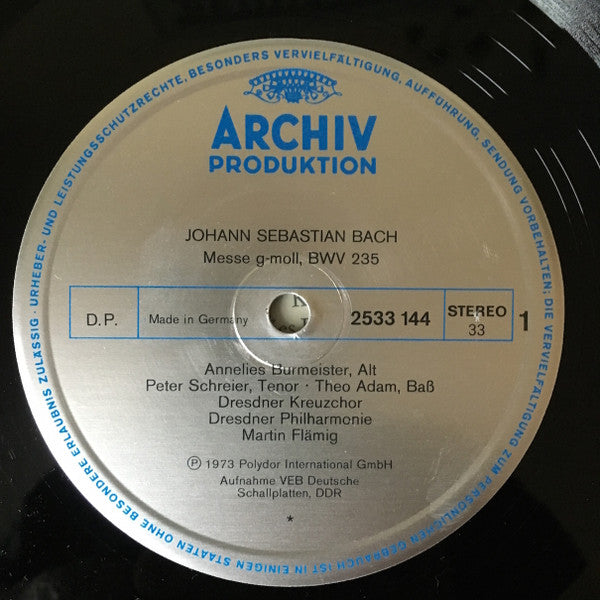 ARCHIV
PRODUKTION
JOHANN SEBASTIAN BACH
Messe g-moll, BWV 235
D.P.
Made in Germany
2533 144
STEREO
33
1
Annelies Burmeister, Alt
Peter Schreier, Tenor · Theo Adam, Baß
Dresdner Kreuzchor
Dresdner Philharmonie
Martin Flämig
Ⓟ 1973 Polydor International GmbH
Aufnahme VEB Deutsche
Schallplatten, DDR
*
URHEBER- UND LEISTUNGSSCHUTZRECHTE, BESONDERS VERVIELFÄLTIGUNG, AUFFÜHRUNG, SENDUNG VORBEHALTEN; DIE VERVIELFÄLTIGUNG ZUM PERSÖNLICHEN GEBRAUCH IST IN EINIGEN STAATEN OHNE BESONDERE ERLAUBNIS ZULÄSSIG ·